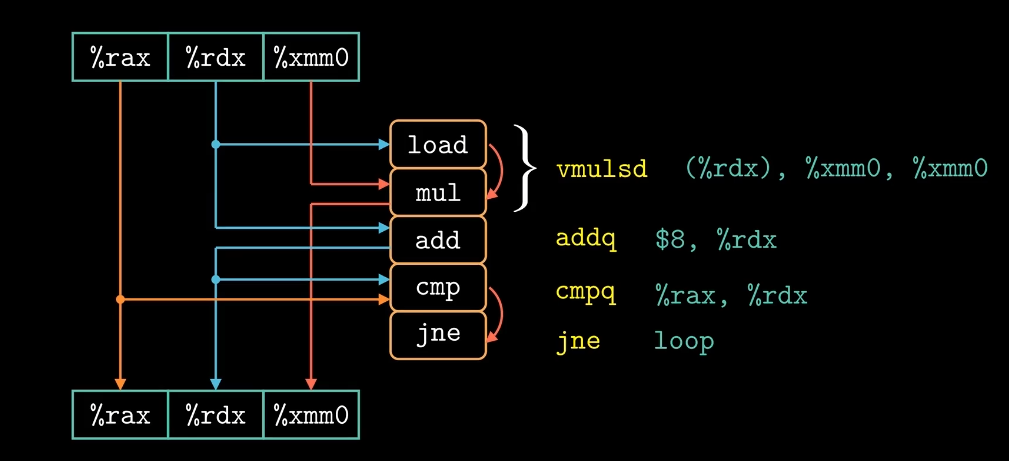 %rax %rdx %xmm0
load
mul
vmulsd (%rdx), %xmm0, %xmm0
add
addq $8, %rdx
cmp
cmpq %rax, %rdx
jne
jne loop
%rax %rdx %xmm0